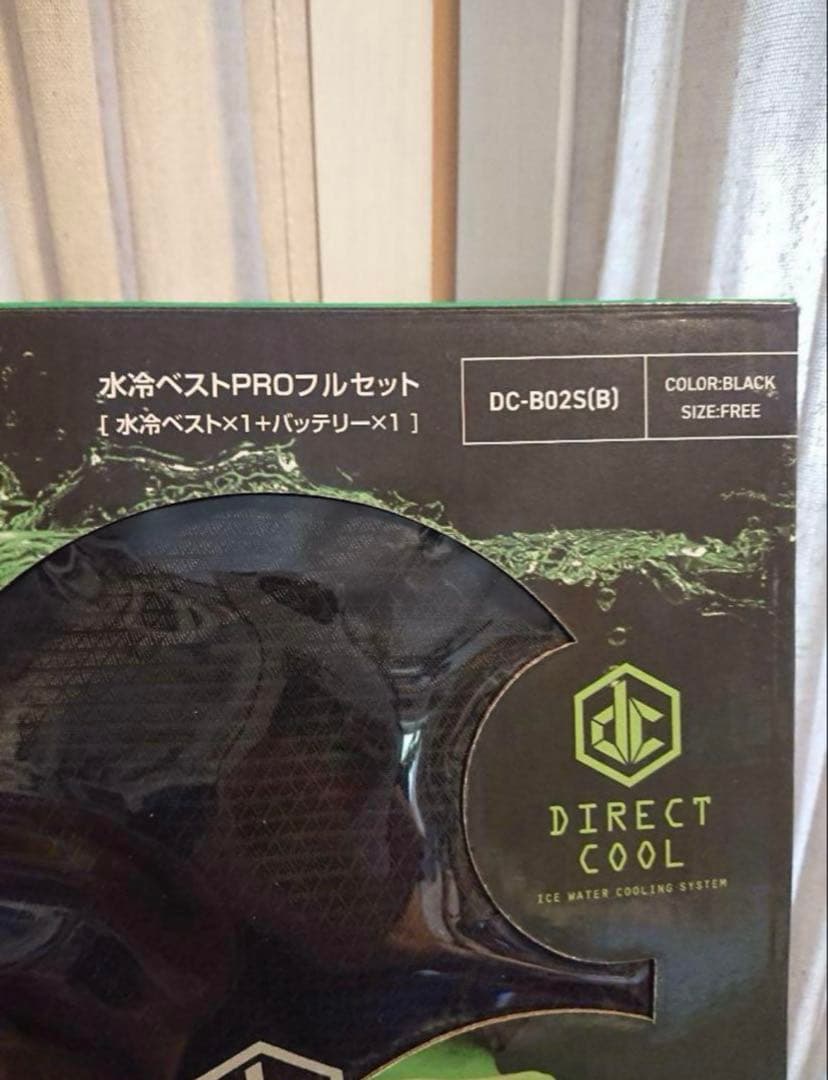 水冷ベストPROフルセット
[ 水冷ベスト×1+バッテリー×1 ]
DC-B02S(B)
COLOR:BLACK
SIZE:FREE
dc
DIRECT
COOL
ICE WATER COOLING SYSTEM